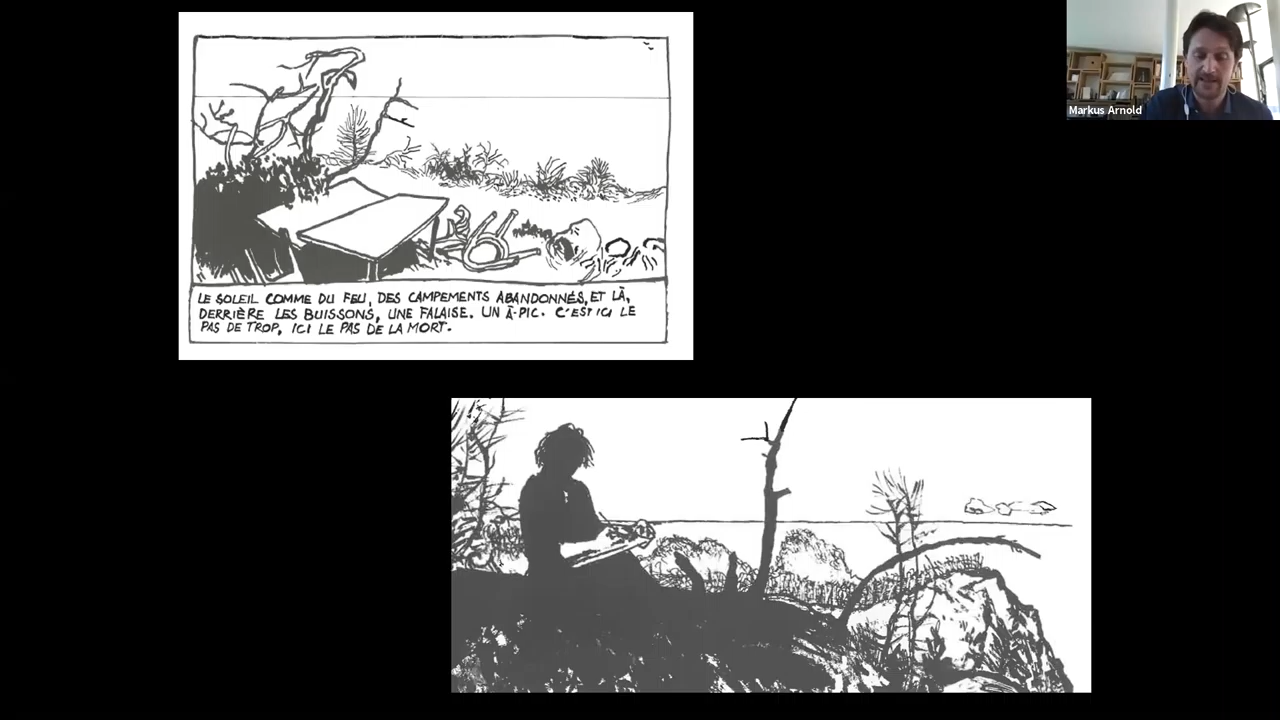 LE SOLEIL COMME DU FEU, DES CAMPEMENTS ABANDONNÉS, ET LÀ,
DERRIÈRE LES BUISSONS, UNE FALAISE. UN À-PIC. C'EST ICI LE
PAS DE TROP, ICI LE PAS DE LA MORT.
Markus Arnold